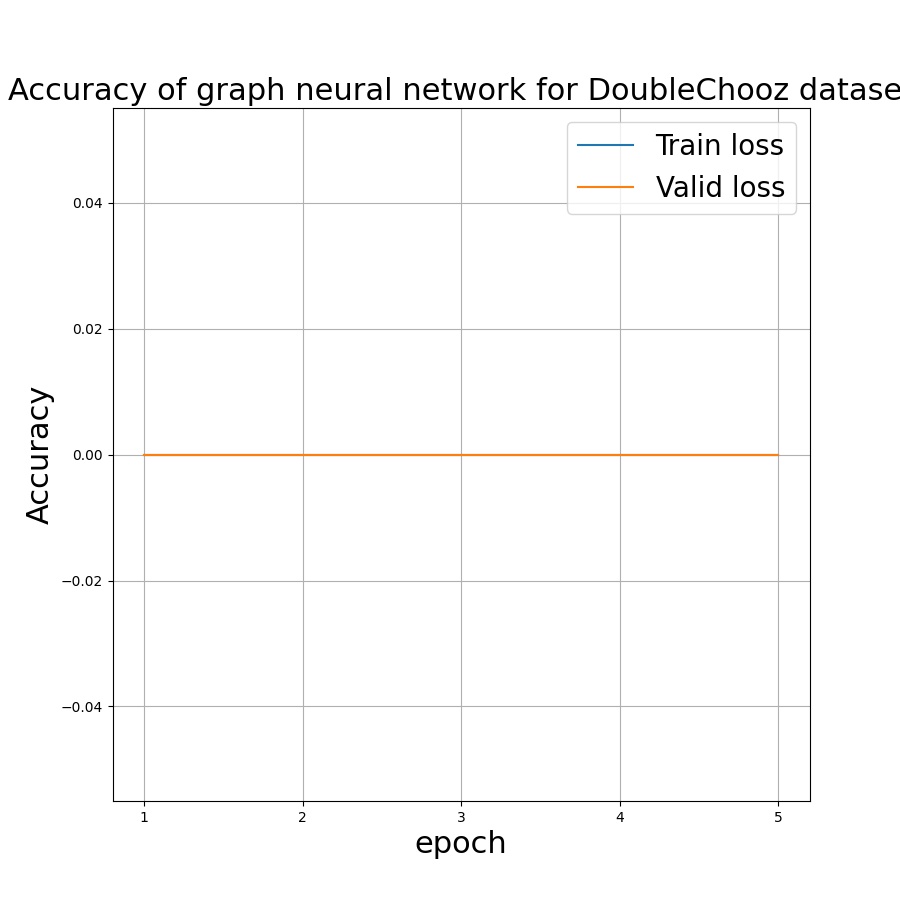 Accuracy of graph neural network for DoubleChooz datase
Train loss
Valid loss
0.04
0.02
0.00
−0.02
−0.04
Accuracy
1 2 3 4 5
epoch